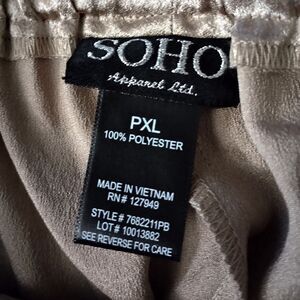 SOHO
Apparel Ltd.
PXL
100% POLYESTER
MADE IN VIETNAM
RN# 127949
STYLE # 7682211PB
LOT # 10013882
SEE REVERSE FOR CARE